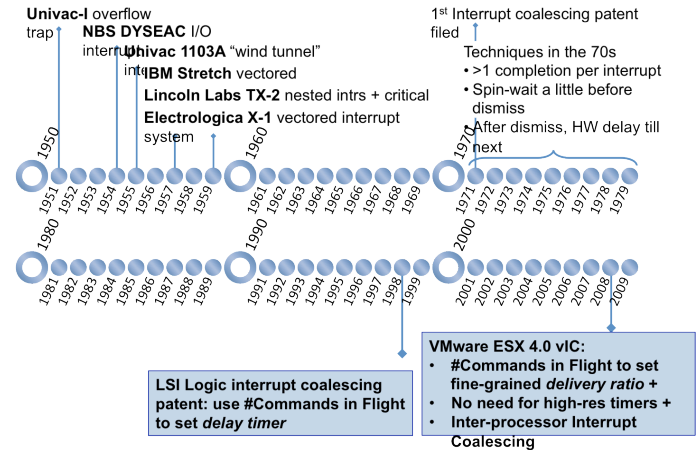 Univac-I overflow
trap
NBS DYSEAC I/O
interrupt
Univac 1103A “wind tunnel”
inte
IBM Stretch vectored
Lincoln Labs TX-2 nested intrs + critical
Electrologica X-1 vectored interrupt
system
1st Interrupt coalescing patent
filed
Techniques in the 70s
• >1 completion per interrupt
• Spin-wait a little before
dismiss
• After dismiss, HW delay till
next
1950
1951
1952
1953
1954
1955
1956
1957
1958
1959
1960
1961
1962
1963
1964
1965
1966
1967
1968
1969
1970
1971
1972
1973
1974
1975
1976
1977
1978
1979
1980
1981
1982
1983
1984
1985
1986
1987
1988
1989
1990
1991
1992
1993
1994
1995
1996
1997
1998
1999
2000
2001
2002
2003
2004
2005
2006
2007
2008
2009
LSI Logic interrupt coalescing
patent: use #Commands in Flight
to set delay timer
VMware ESX 4.0 vIC:
• #Commands in Flight to set
fine-grained delivery ratio +
• No need for high-res timers +
• Inter-processor Interrupt
Coalescing